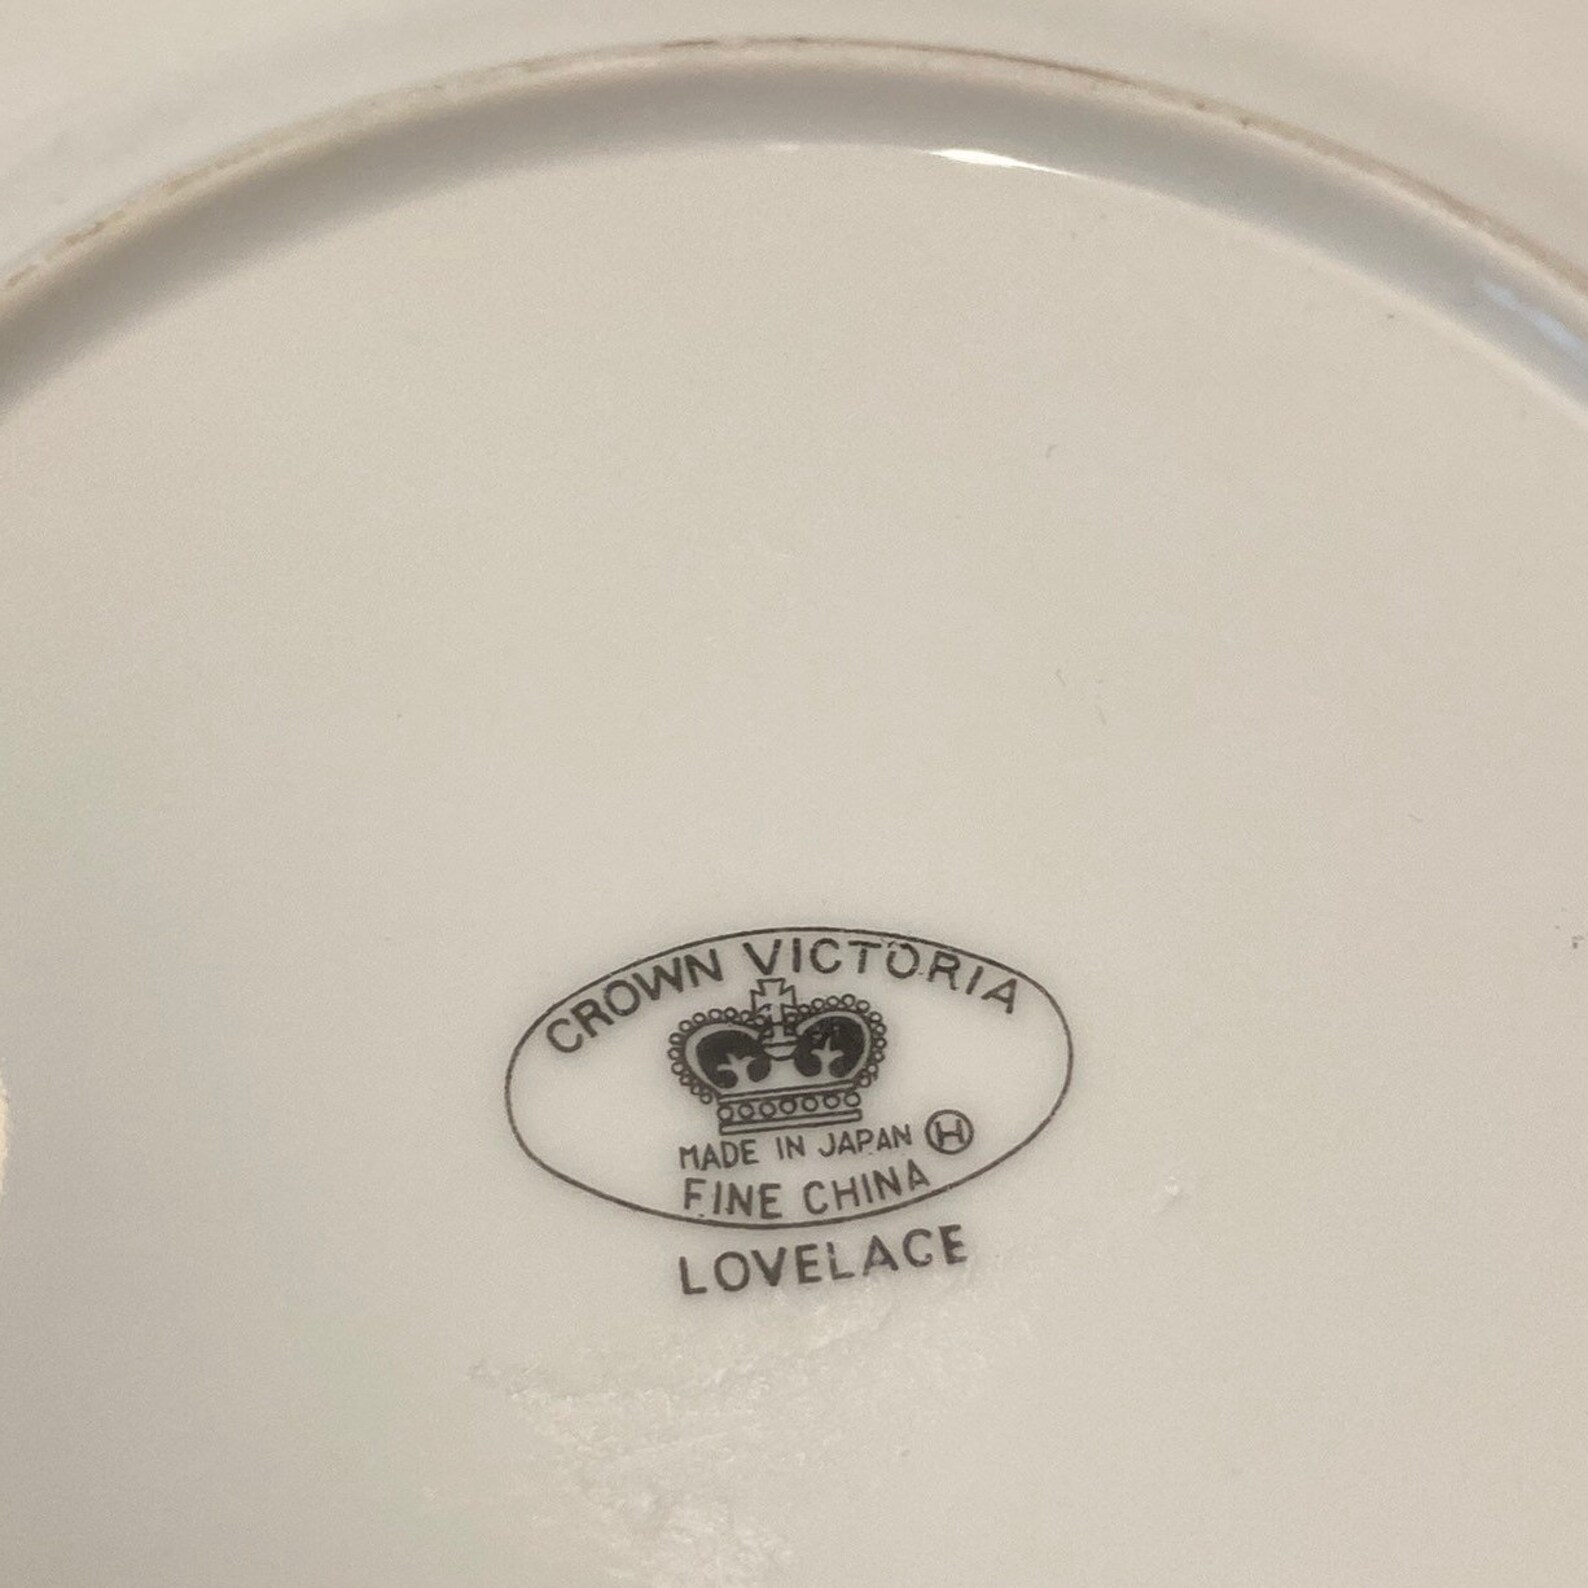 CROWN VICTORIA
MADE IN JAPAN H
FINE CHINA
LOVELACE